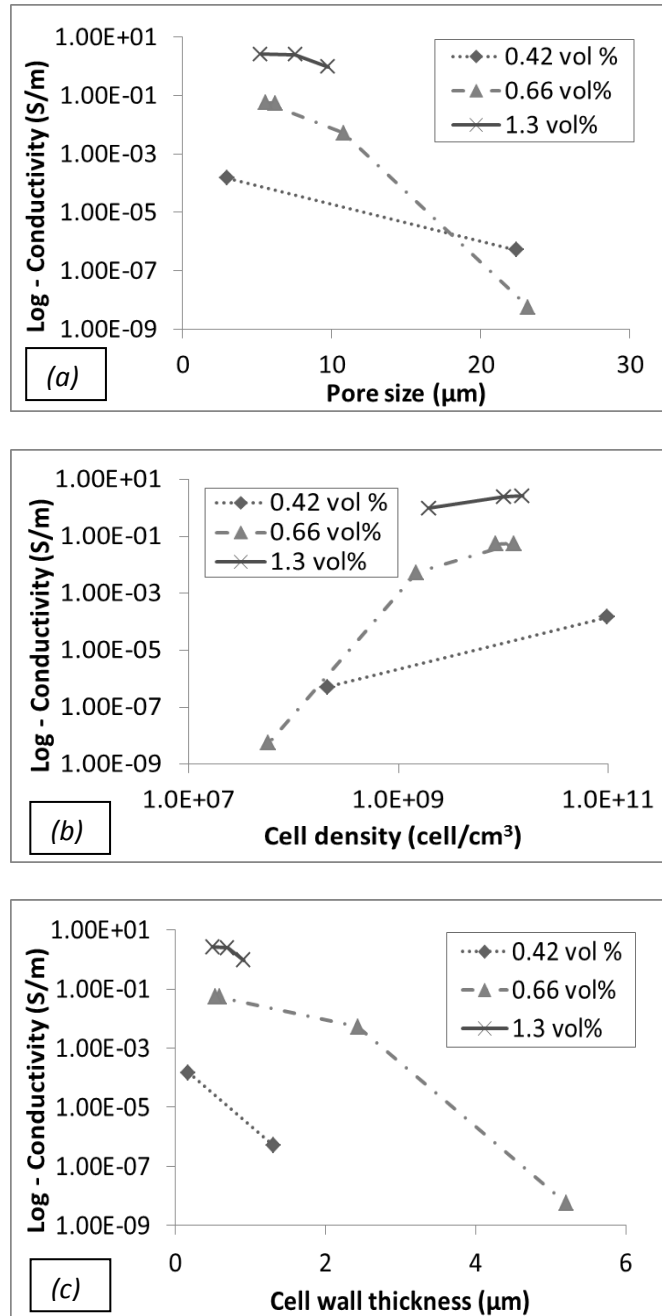 1.00E+01
1.00E-01
1.00E-03
1.00E-05
1.00E-07
1.00E-09
Log - Conductivity (S/m)
0.42 vol %
0.66 vol%
1.3 vol%
0
10
20
30
Pore size (µm)
(a)
1.00E+01
1.00E-01
1.00E-03
1.00E-05
1.00E-07
1.00E-09
Log - Conductivity (S/m)
0.42 vol %
0.66 vol%
1.3 vol%
1.0E+07
1.0E+09
1.0E+11
Cell density (cell/cm³)
(b)
1.00E+01
1.00E-01
1.00E-03
1.00E-05
1.00E-07
1.00E-09
Log - Conductivity (S/m)
0.42 vol %
0.66 vol%
1.3 vol%
0
2
4
6
Cell wall thickness (µm)
(c)